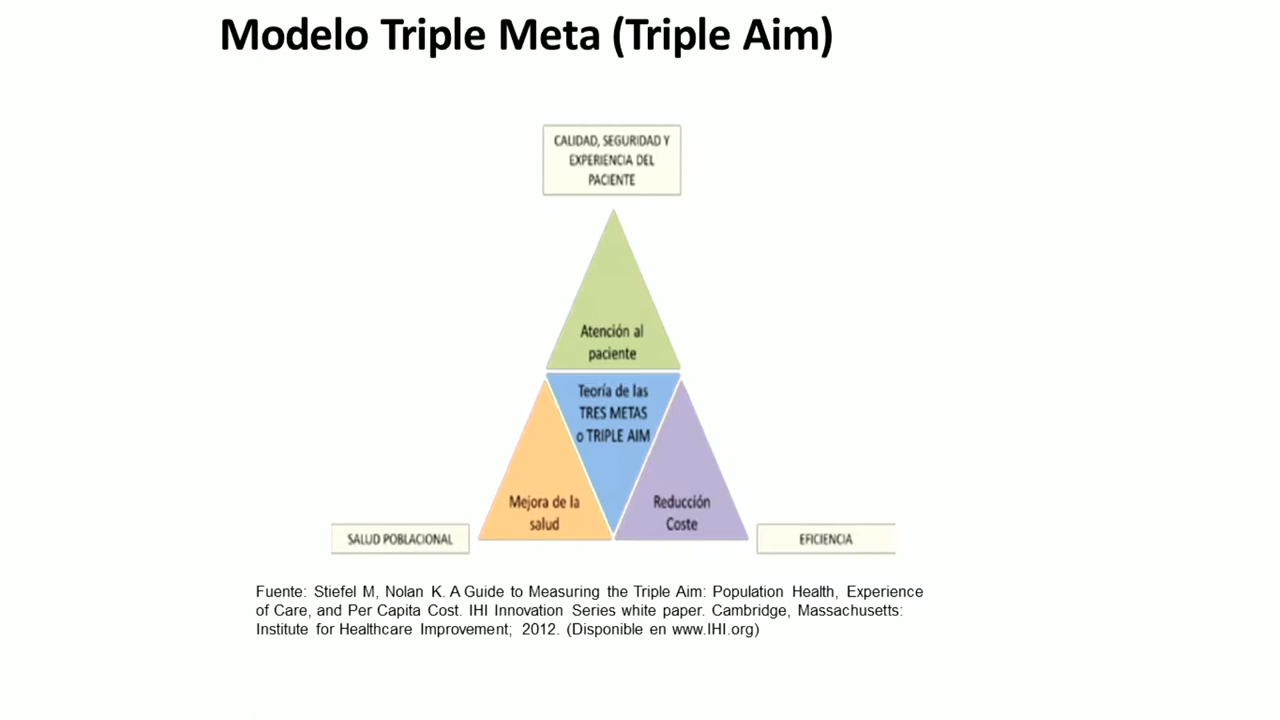 Modelo Triple Meta (Triple Aim)
CALIDAD, SEGURIDAD Y
EXPERIENCIA DEL
PACIENTE
Atención al
paciente
Teoría de las
TRES METAS
o TRIPLE AIM
Mejora de la
salud
Reducción
Coste
SALUD POBLACIONAL
EFICIENCIA
Fuente: Stiefel M, Nolan K. A Guide to Measuring the Triple Aim: Population Health, Experience
of Care, and Per Capita Cost. IHI Innovation Series white paper. Cambridge, Massachusetts:
Institute for Healthcare Improvement; 2012. (Disponible en www.IHI.org)